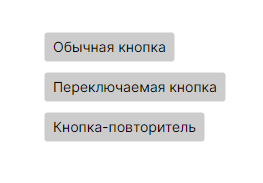 Обычная кнопка
Переключаемая кнопка
Кнопка-повторитель